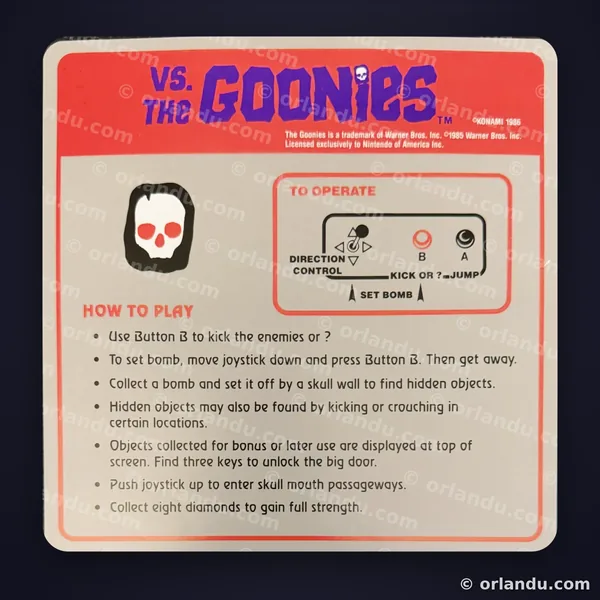 VS.
THE GOONIES™
©KONAMI 1986
The Goonies is a trademark of Warner Bros. Inc. ©1985 Warner Bros. Inc.
Licensed exclusively to Nintendo of America Inc.
TO OPERATE
B A
DIRECTION
CONTROL
KICK OR ? JUMP
SET BOMB
HOW TO PLAY
• Use Button B to kick the enemies or ?
• To set bomb, move joystick down and press Button B. Then get away.
• Collect a bomb and set it off by a skull wall to find hidden objects.
• Hidden objects may also be found by kicking or crouching in
certain locations.
• Objects collected for bonus or later use are displayed at top of
screen. Find three keys to unlock the big door.
• Push joystick up to enter skull mouth passageways.
• Collect eight diamonds to gain full strength.
© orlandu.com